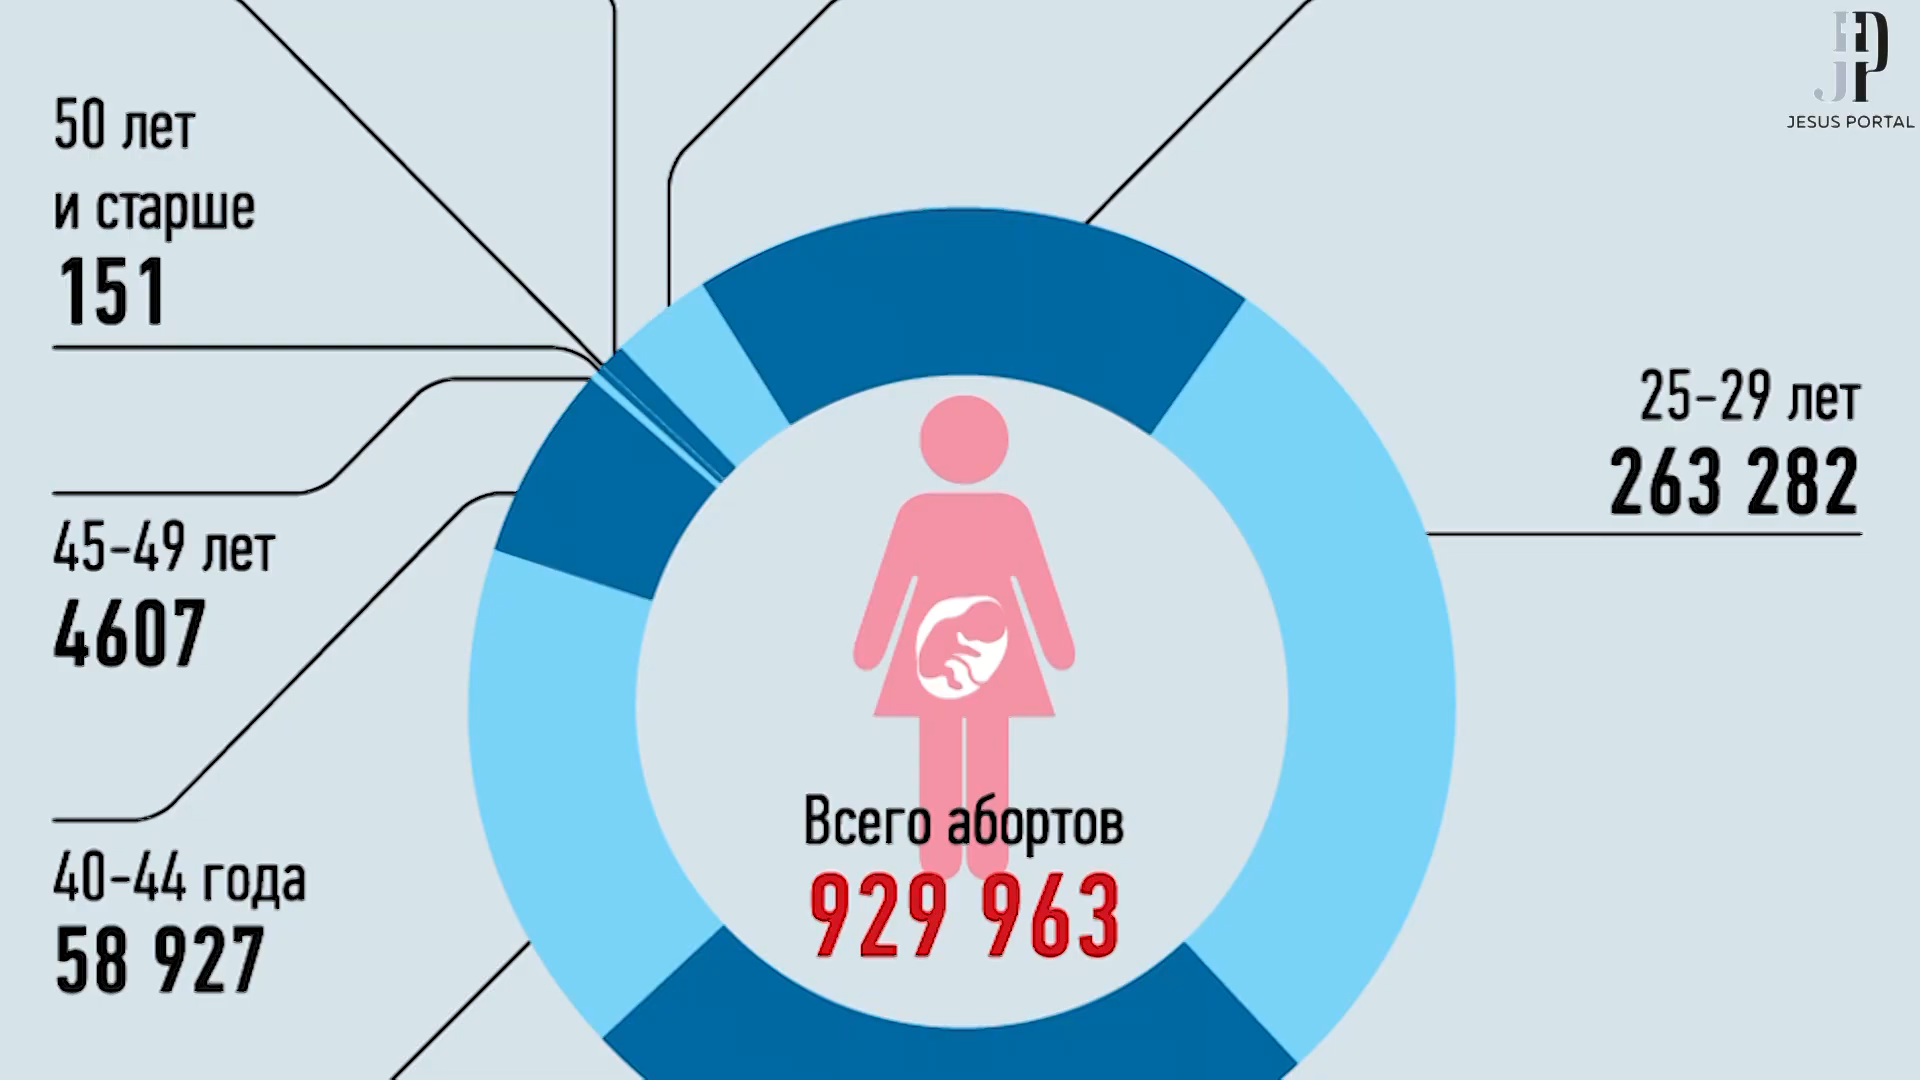 JESUS PORTAL
50 лет
и старше
151
25-29 лет
263 282
45-49 лет
4607
Всего абортов
929 963
40-44 года
58 927